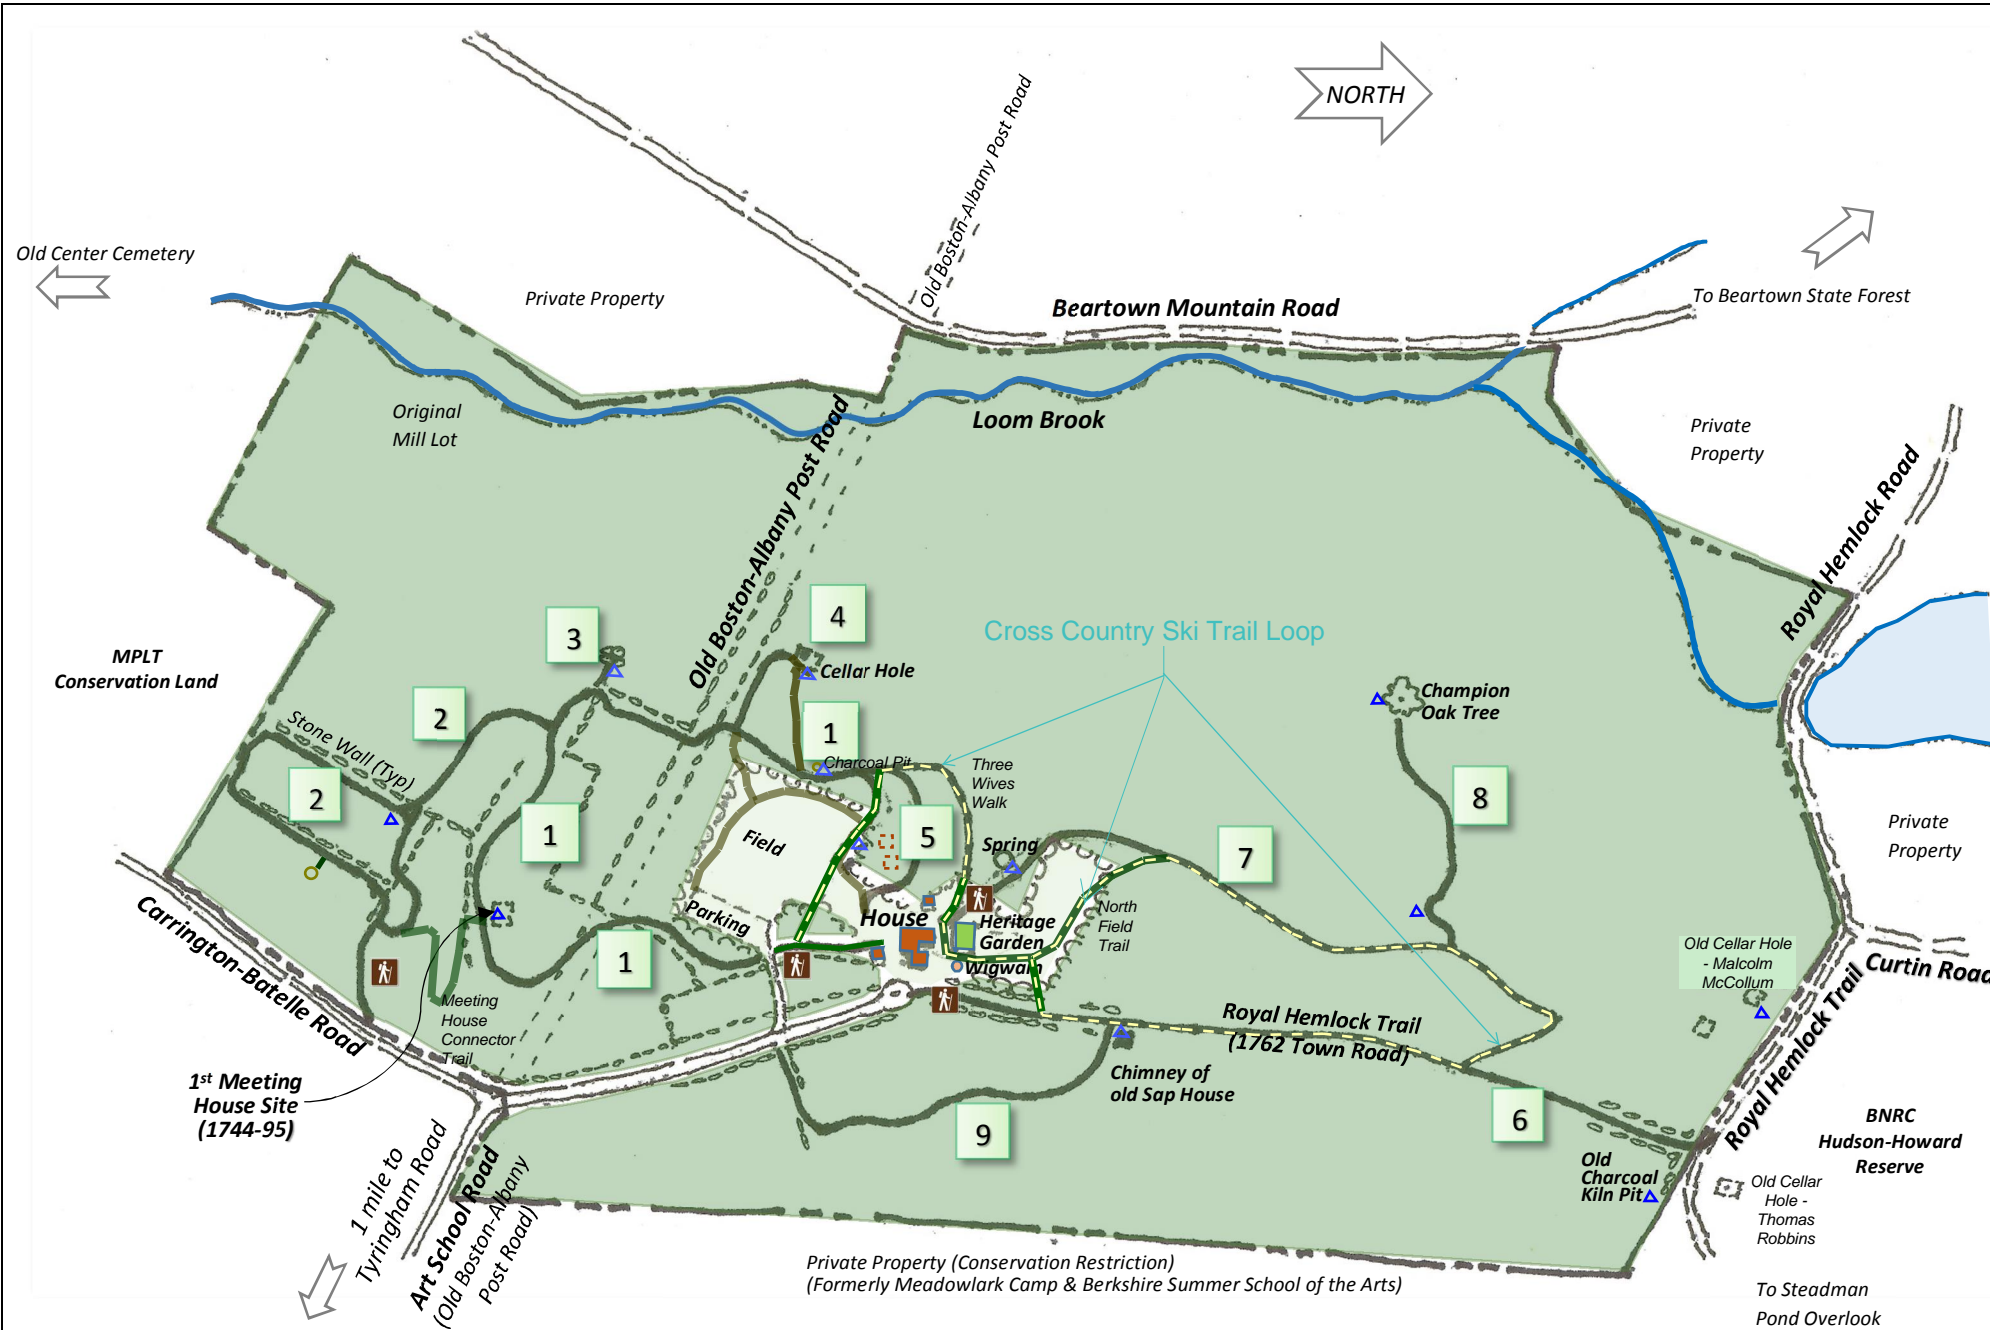 NORTH
Old Boston-Albany Post Road
Old Center Cemetery
Private Property
Beartown Mountain Road
To Beartown State Forest
Original
Mill Lot
Loom Brook
Private
Property
Old Boston-Albany Post Road
Royal Hemlock Road
4
3
Cross Country Ski Trail Loop
MPLT
Conservation Land
Cellar Hole
Champion
Oak Tree
2
1
Stone Wall (Typ)
Charcoal Pit
Three
Wives
Walk
2
1
Field
5
Spring
7
8
Private
Property
Carrington-Batelle Road
Parking
House
Heritage
Garden
North
Field
Trail
Wigwam
1
Old Cellar Hole
- Malcolm
McCollum
Curtin Road
Royal Hemlock Trail
Meeting
House
Connector
Trail
Royal Hemlock Trail
(1762 Town Road)
1st Meeting
House Site
(1744-95)
Chimney of
old Sap House
9
6
BNRC
Hudson-Howard
Reserve
Old
Charcoal
Kiln Pit
Old Cellar
Hole -
Thomas
Robbins
1 mile to
Tyringham Road
Art School Road
(Old Boston-Albany
Post Road)
Private Property (Conservation Restriction)
(Formerly Meadowlark Camp & Berkshire Summer School of the Arts)
To Steadman
Pond Overlook